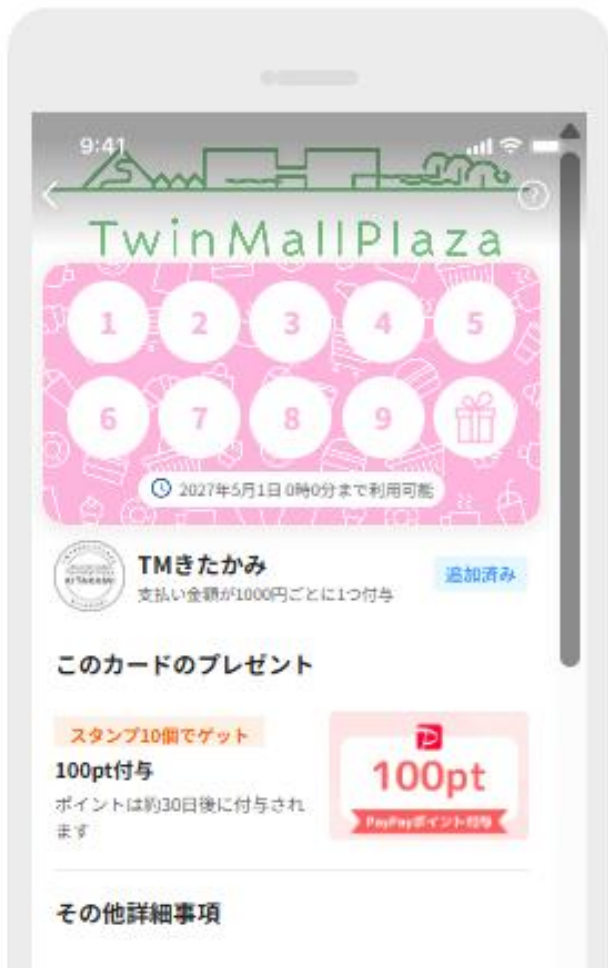 9:41
TwinMallPlaza
1 2 3 4 5
6 7 8 9
2027年5月1日 0時0分まで利用可能
TMきたかみ
支払い金額が1000円ごとに1つ付与
追加済み
このカードのプレゼント
スタンプ10個でゲット
100pt付与
ポイントは約30日後に付与され
ます
100pt
PayPayポイント付与
その他詳細事項